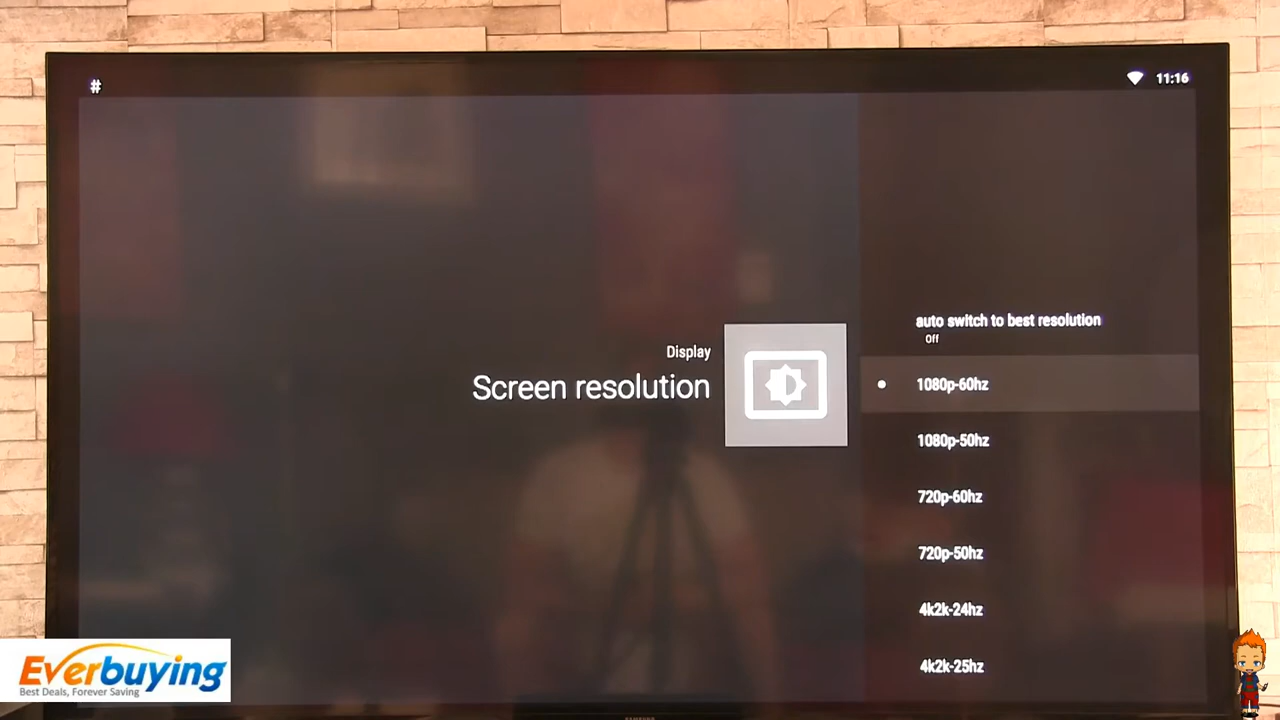 #
11:16
auto switch to best resolution
Off
Display
Screen resolution
1080p-60hz
1080p-50hz
720p-60hz
720p-50hz
4k2k-24hz
4k2k-25hz
Everbuying
Best Deals, Forever Saving
SAMSUNG